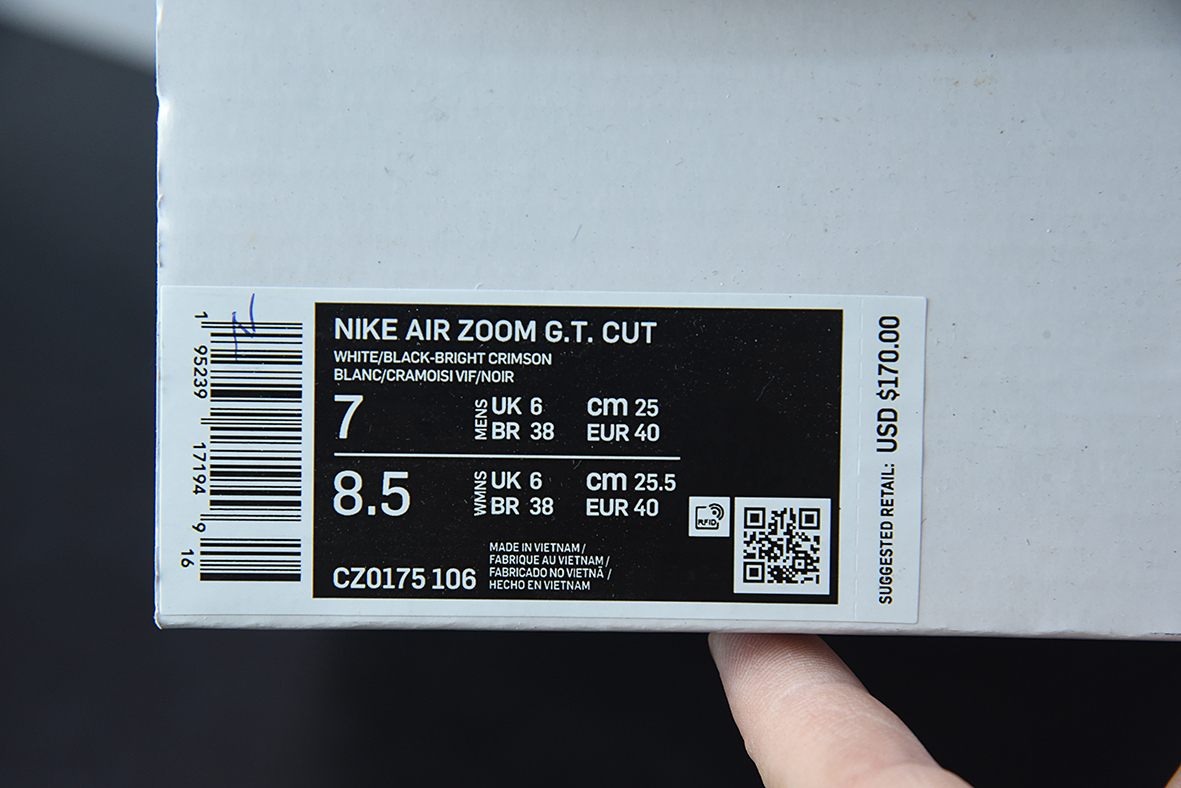 1 95239 17194 9 16
NIKE AIR ZOOM G.T. CUT
WHITE/BLACK-BRIGHT CRIMSON
BLANC/CRAMOISI VIF/NOIR
7 MENS UK 6 cm 25
BR 38 EUR 40
8.5 WMNS UK 6 cm 25.5
BR 38 EUR 40
RFID
CZ0175 106
MADE IN VIETNAM /
FABRIQUE AU VIETNAM /
FABRICADO NO VIETNÃ /
HECHO EN VIETNAM
SUGGESTED RETAIL: USD $170.00